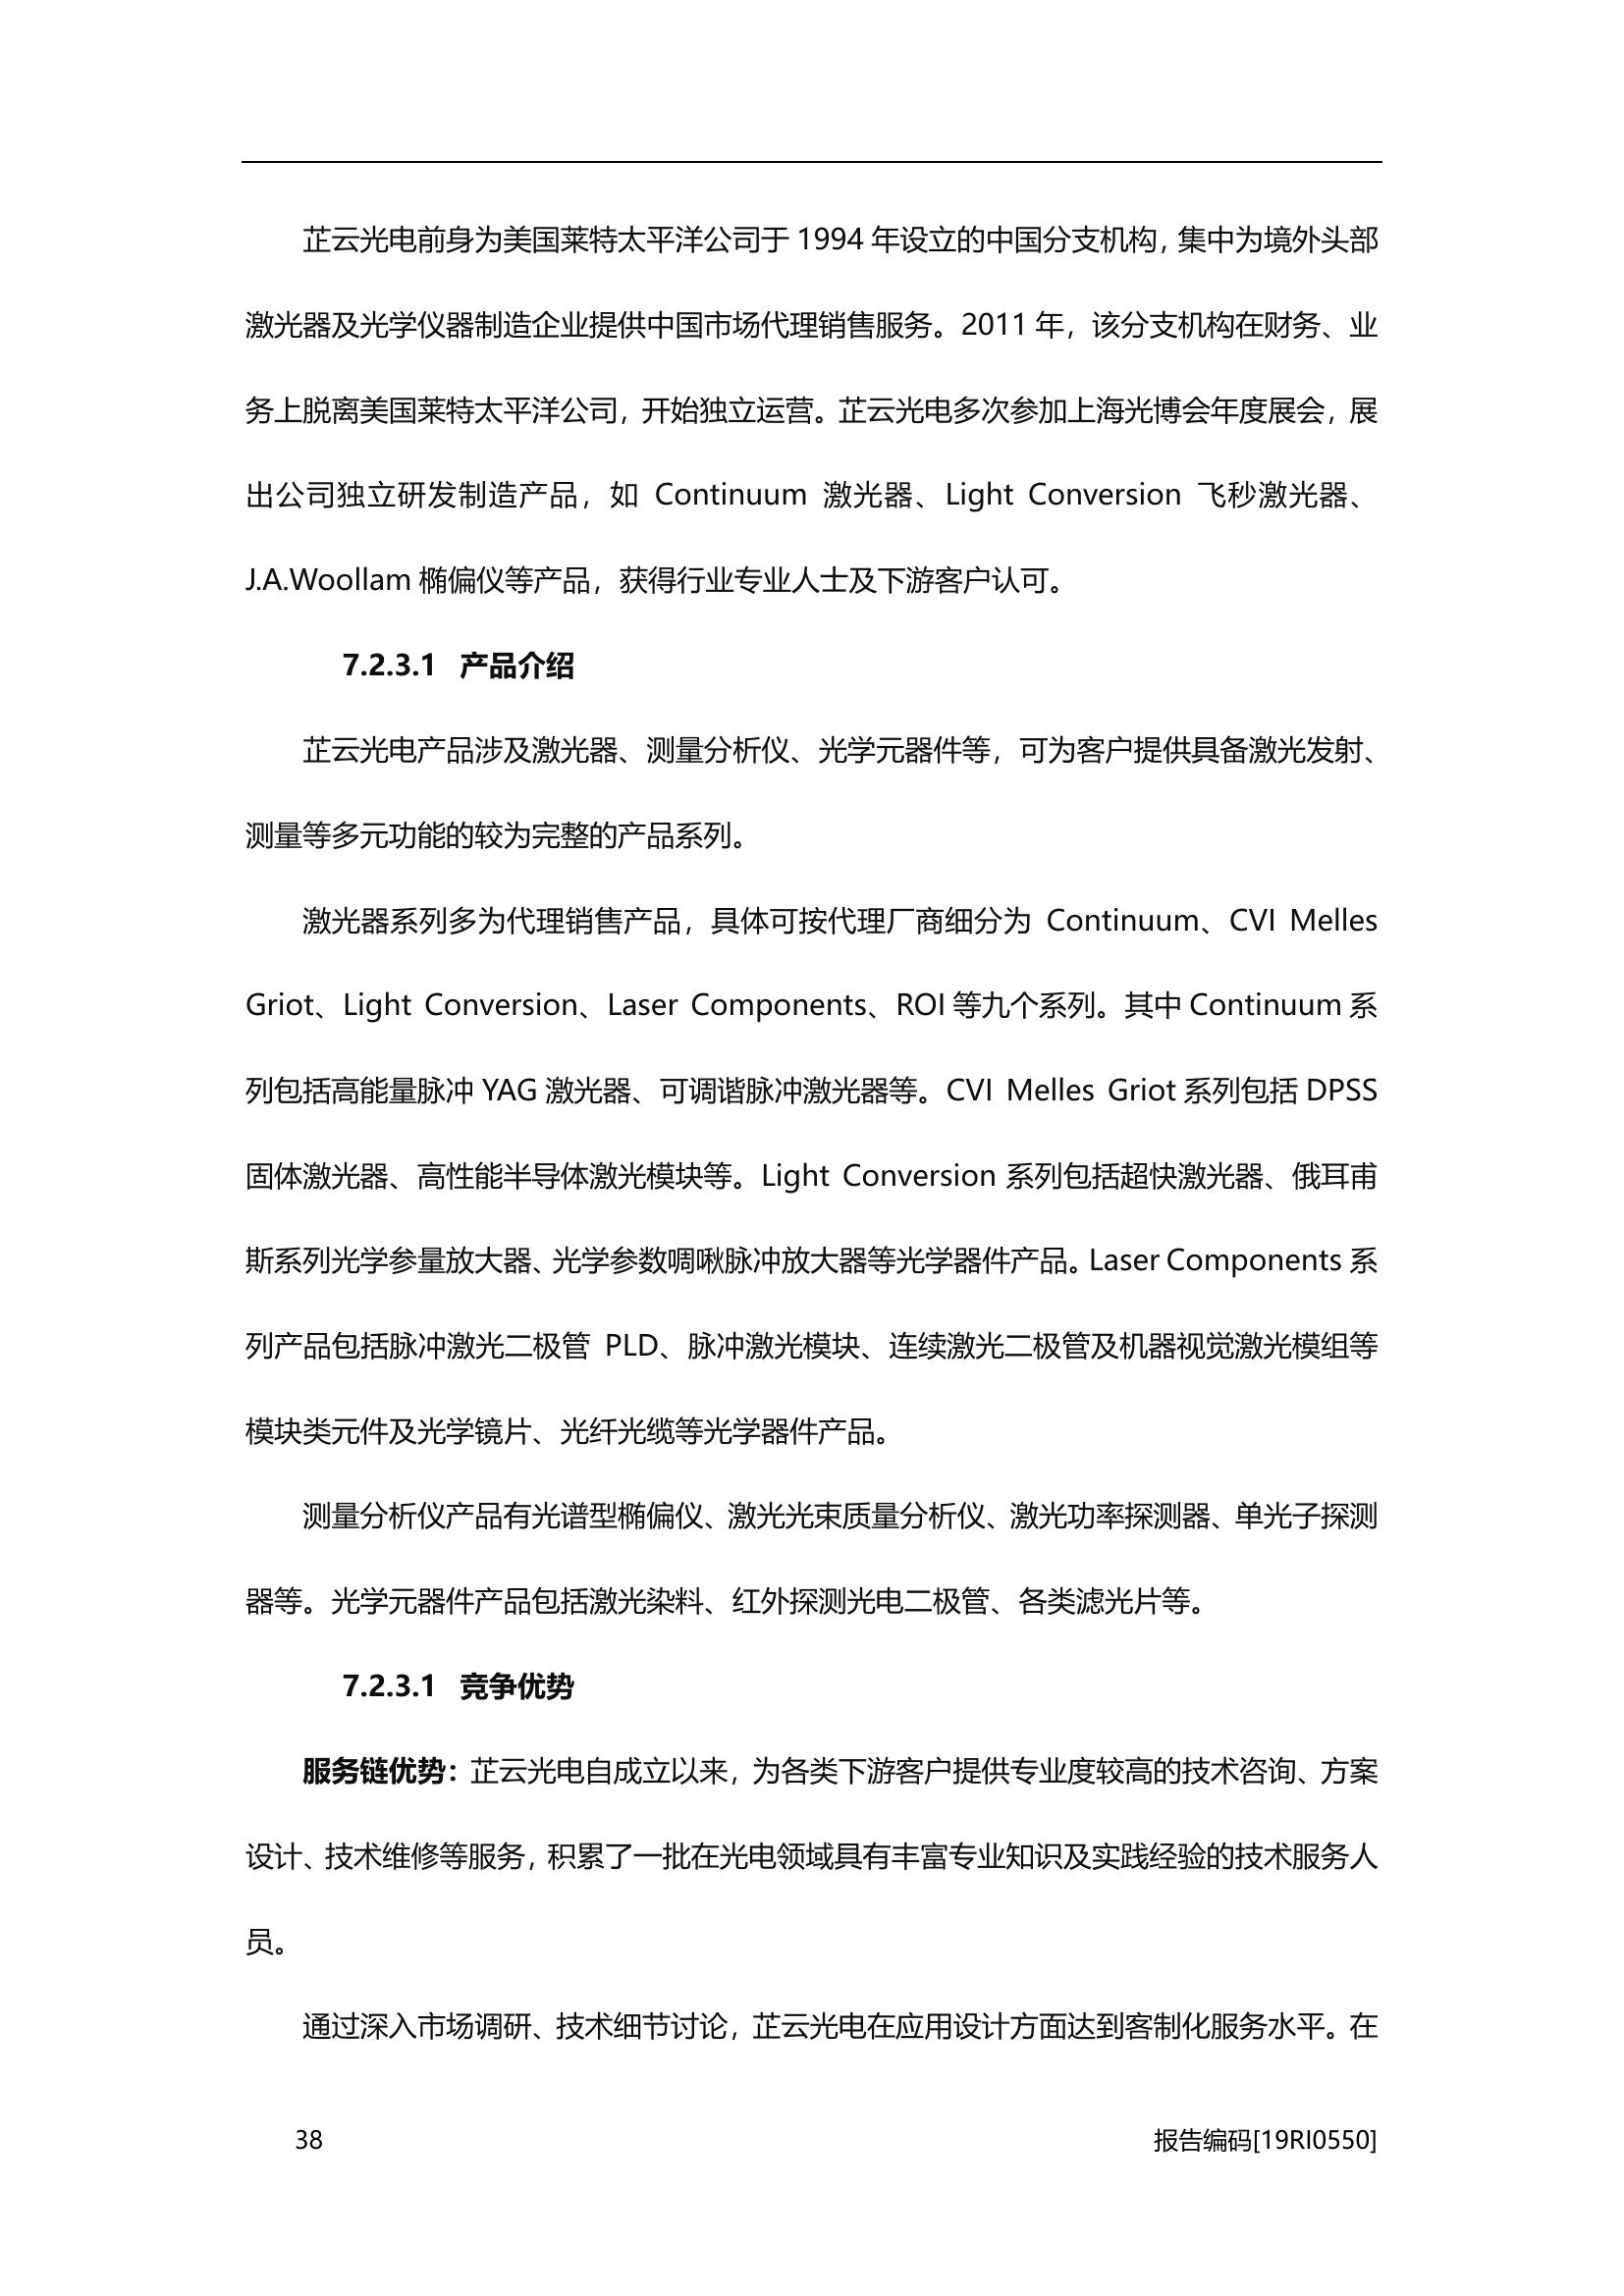 芷云光电前身为美国莱特太平洋公司于 1994 年设立的中国分支机构，集中为境外头部
激光器及光学仪器制造企业提供中国市场代理销售服务。2011 年，该分支机构在财务、业
务上脱离美国莱特太平洋公司，开始独立运营。芷云光电多次参加上海光博会年度展会，展
出公司独立研发制造产品，如 Continuum 激光器、Light Conversion 飞秒激光器、
J.A.Woollam 椭偏仪等产品，获得行业专业人士及下游客户认可。
7.2.3.1 产品介绍
芷云光电产品涉及激光器、测量分析仪、光学元器件等，可为客户提供具备激光发射、
测量等多元功能的较为完整的产品系列。
激光器系列多为代理销售产品，具体可按代理厂商细分为 Continuum、CVI Melles
Griot、Light Conversion、Laser Components、ROI 等九个系列。其中 Continuum 系
列包括高能量脉冲 YAG 激光器、可调谐脉冲激光器等。CVI Melles Griot 系列包括 DPSS
固体激光器、高性能半导体激光模块等。Light Conversion 系列包括超快激光器、俄耳甫
斯系列光学参量放大器、光学参数啁啾脉冲放大器等光学器件产品。Laser Components 系
列产品包括脉冲激光二极管 PLD、脉冲激光模块、连续激光二极管及机器视觉激光模组等
模块类元件及光学镜片、光纤光缆等光学器件产品。
测量分析仪产品有光谱型椭偏仪、激光光束质量分析仪、激光功率探测器、单光子探测
器等。光学元器件产品包括激光染料、红外探测光电二极管、各类滤光片等。
7.2.3.1 竞争优势
服务链优势：芷云光电自成立以来，为各类下游客户提供专业度较高的技术咨询、方案
设计、技术维修等服务，积累了一批在光电领域具有丰富专业知识及实践经验的技术服务人
员。
通过深入市场调研、技术细节讨论，芷云光电在应用设计方面达到客制化服务水平。在
38 报告编码[19RI0550]